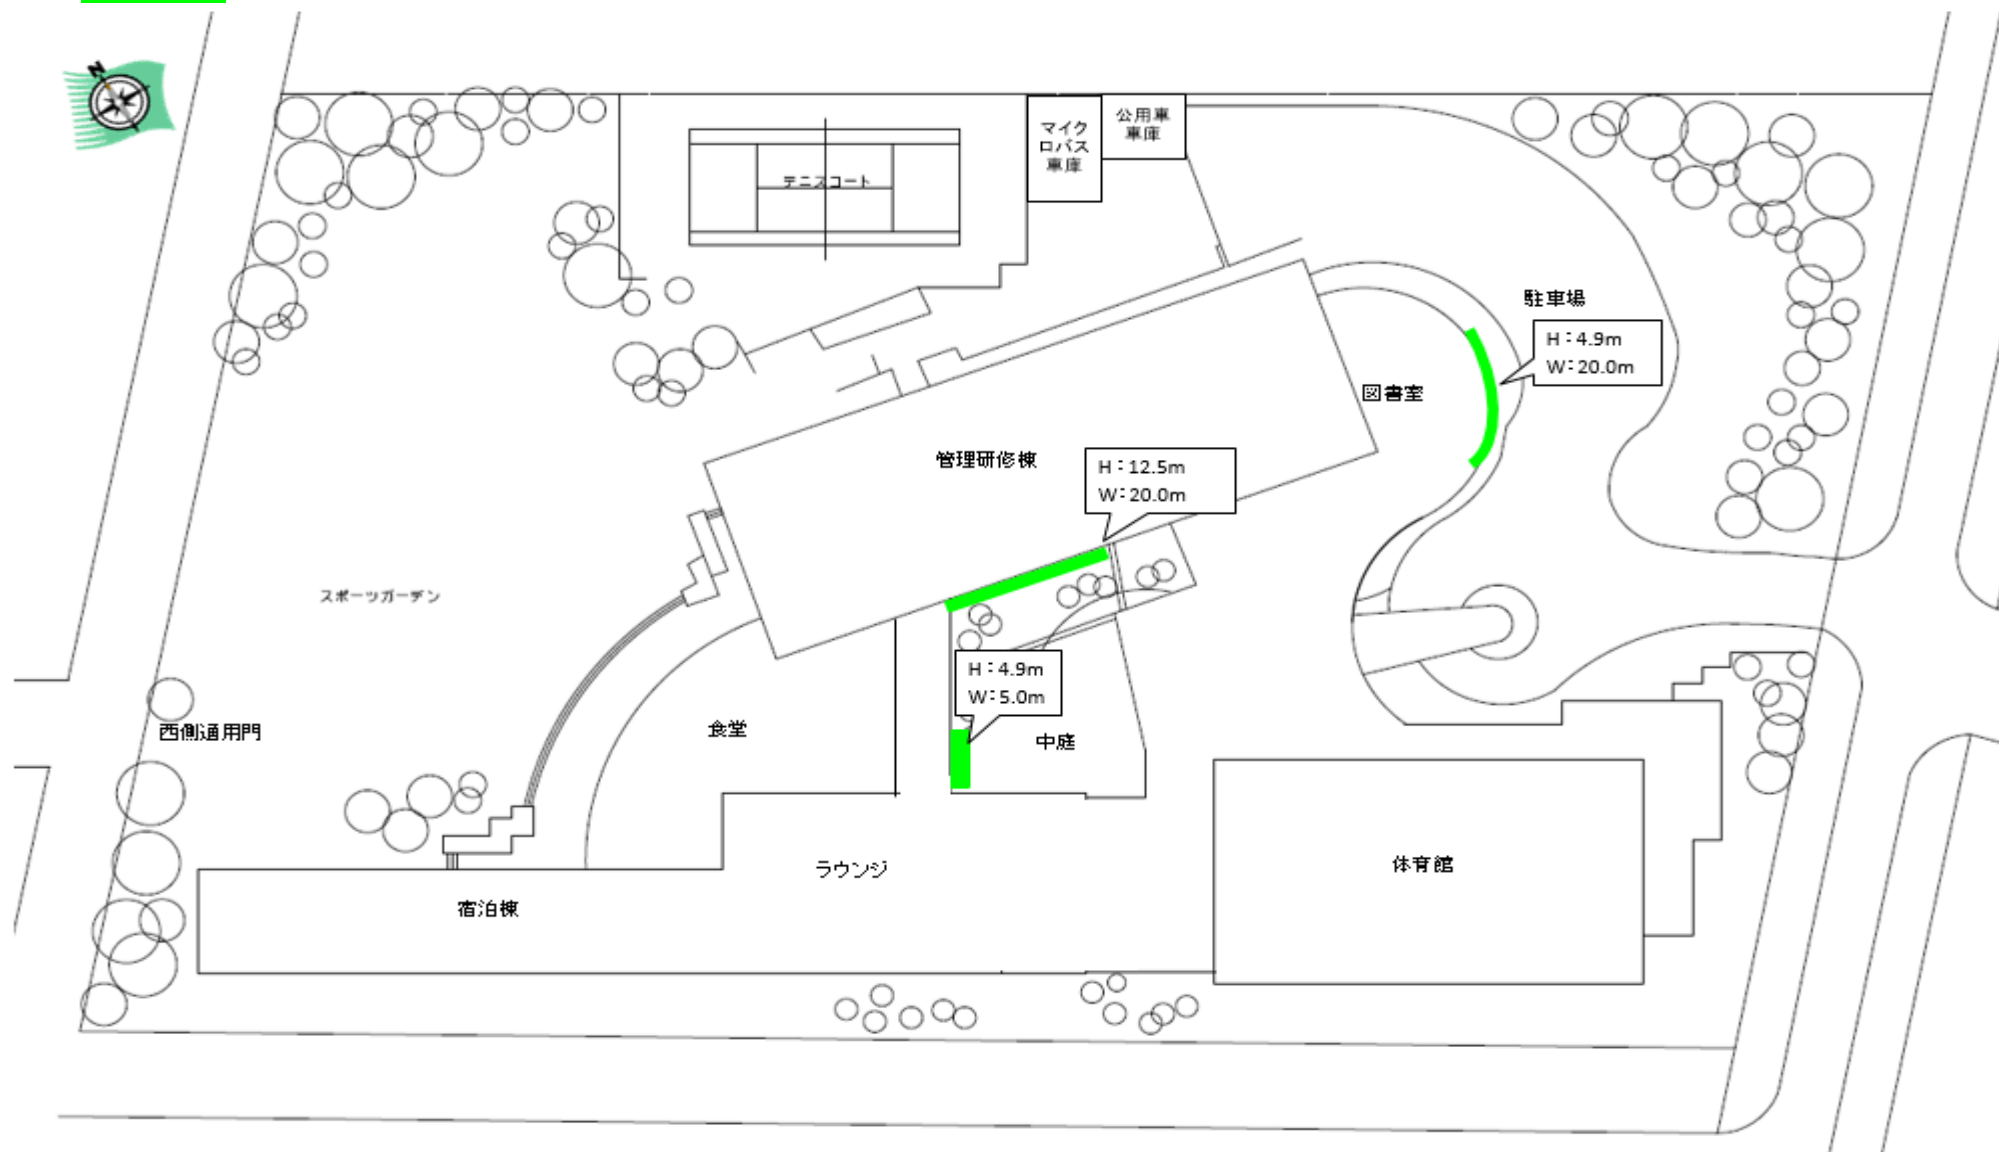 N
マイク
ロバス
車庫
公用車
車庫
テニスコート
駐車場
H：4.9m
W：20.0m
図書室
管理研修棟
H：12.5m
W：20.0m
スポーツガーデン
H：4.9m
W：5.0m
西側通用門
食堂
中庭
ラウンジ
体育館
宿泊棟